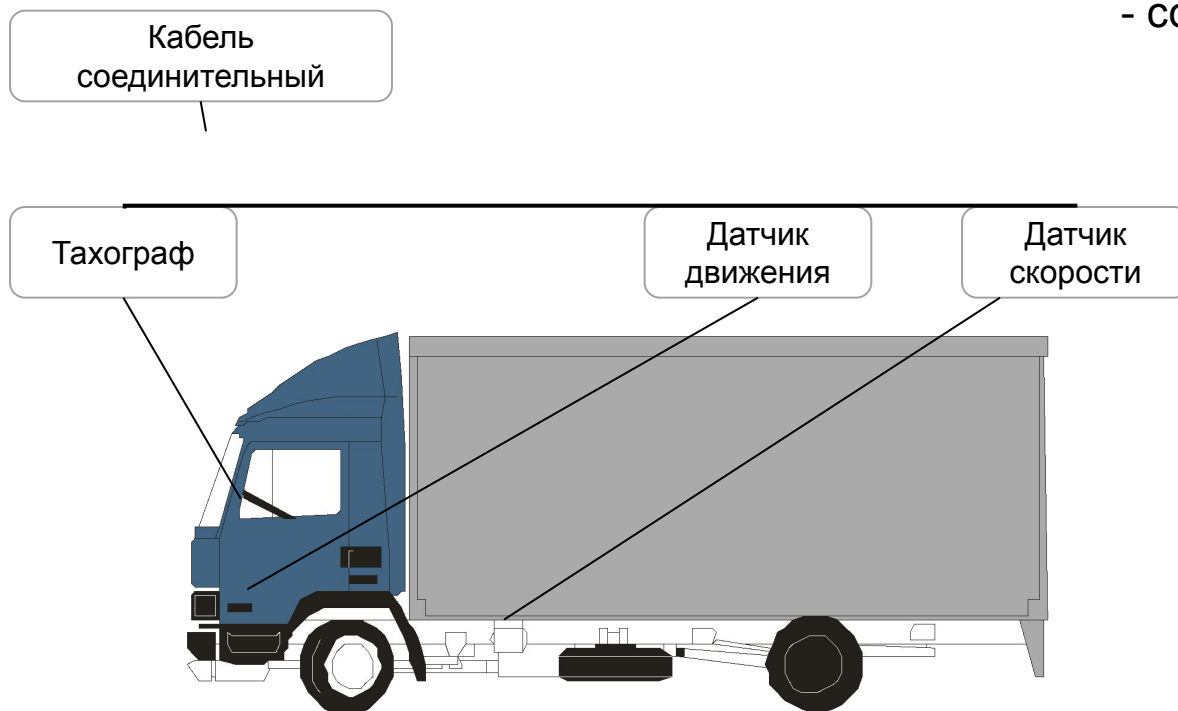 Кабель
соединительный
Тахограф
Датчик
движения
Датчик
скорости